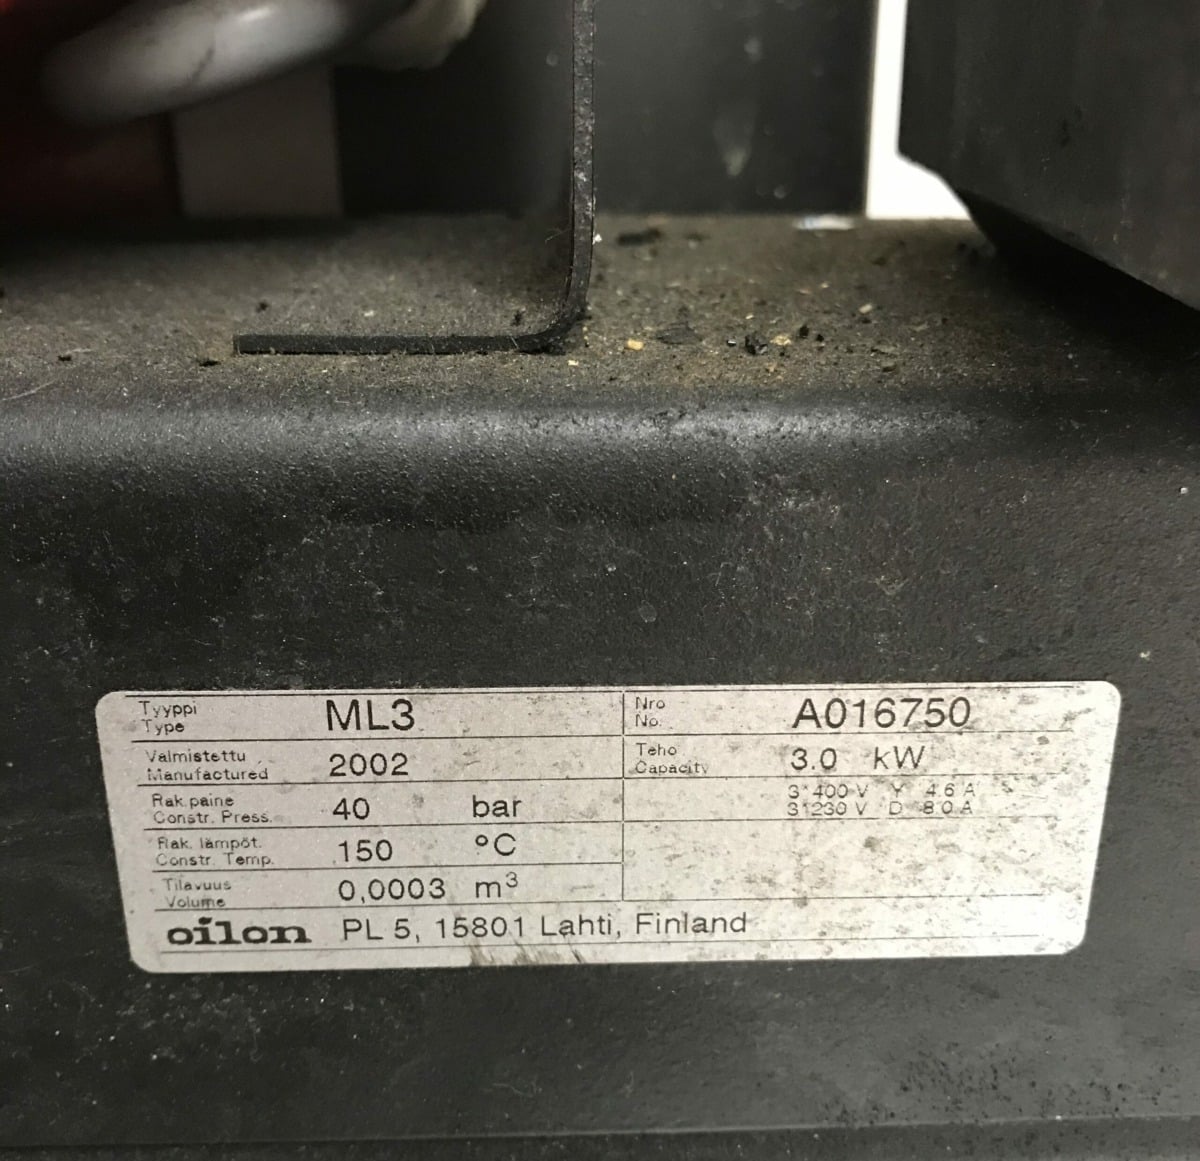 Tyyppi
Type
ML3
Nro
No.
A016750
Valmistettu
Manufactured
2002
Teho
Capacity
3.0 kW
Rak.paine
Constr. Press.
40 bar
3*400 V Y 4.6 A
3*230 V D 8.0 A
Rak. lämpöt.
Constr. Temp.
150 °C
Tilavuus
Volume
0,0003 m³
oilon PL 5, 15801 Lahti, Finland